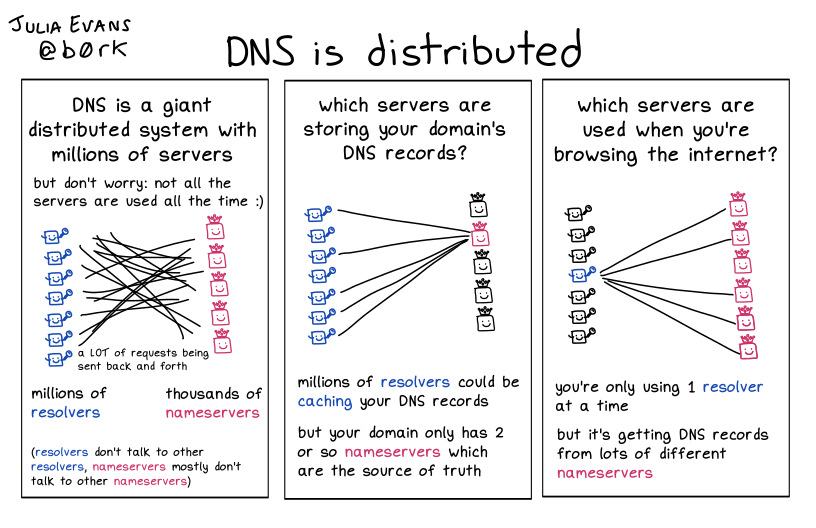 JULIA EVANS
@b0rk
DNS is distributed
DNS is a giant
distributed system with
millions of servers
but don't worry: not all the
servers are used all the time :)
a LOT of requests being
sent back and forth
millions of
resolvers
thousands of
nameservers
(resolvers don't talk to other
resolvers, nameservers mostly don't
talk to other nameservers)
which servers are
storing your domain's
DNS records?
millions of resolvers could be
caching your DNS records
but your domain only has 2
or so nameservers which
are the source of truth
which servers are
used when you're
browsing the internet?
you're only using 1 resolver
at a time
but it's getting DNS records
from lots of different
nameservers